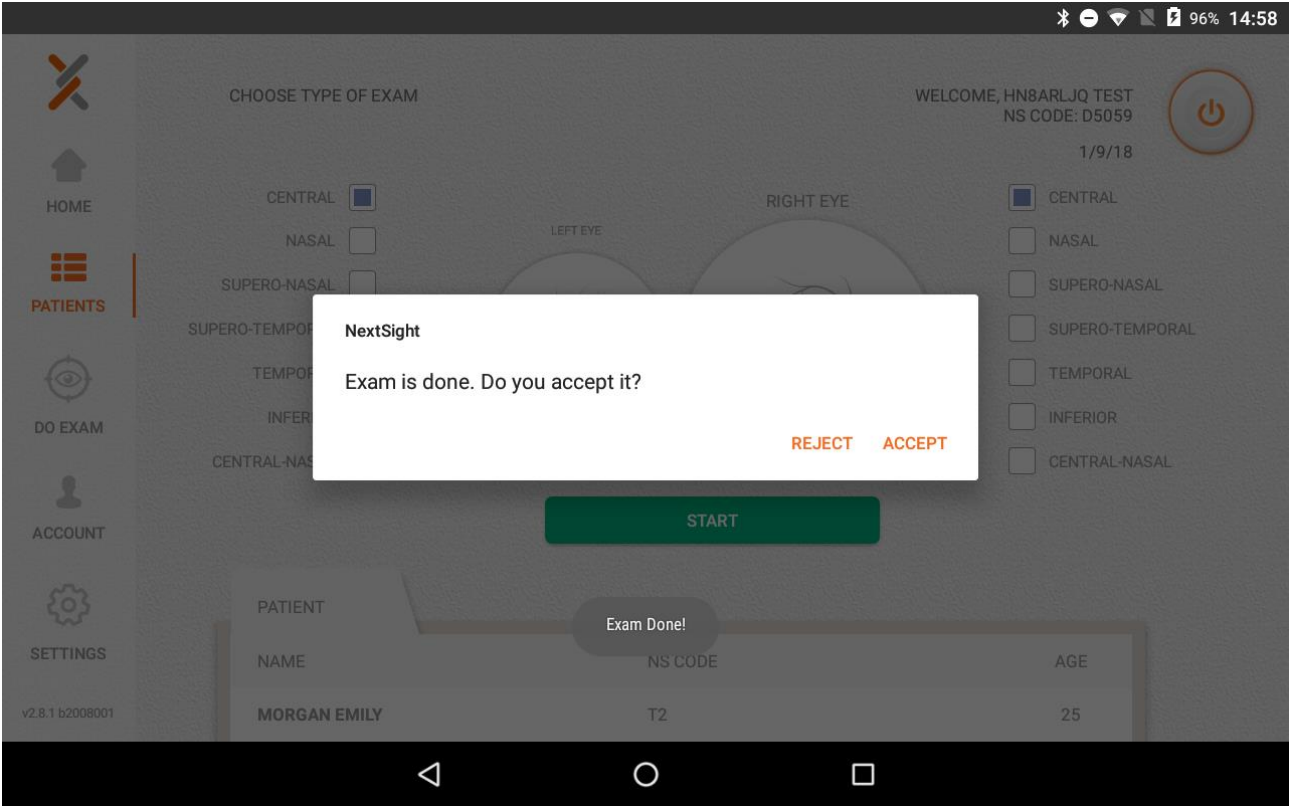 96% 14:58
CHOOSE TYPE OF EXAM
WELCOME, HN8ARLJQ TEST
NS CODE: D5059
1/9/18
HOME
PATIENTS
DO EXAM
ACCOUNT
SETTINGS
v2.8.1 b2008001
CENTRAL
NASAL
SUPERO-NASAL
SUPERO-TEMPOR
TEMPOR
INFER
CENTRAL-NAS
LEFT EYE
RIGHT EYE
CENTRAL
NASAL
SUPERO-NASAL
SUPERO-TEMPORAL
TEMPORAL
INFERIOR
CENTRAL-NASAL
NextSight
Exam is done. Do you accept it?
REJECT ACCEPT
START
PATIENT
Exam Done!
NAME NS CODE AGE
MORGAN EMILY T2 25